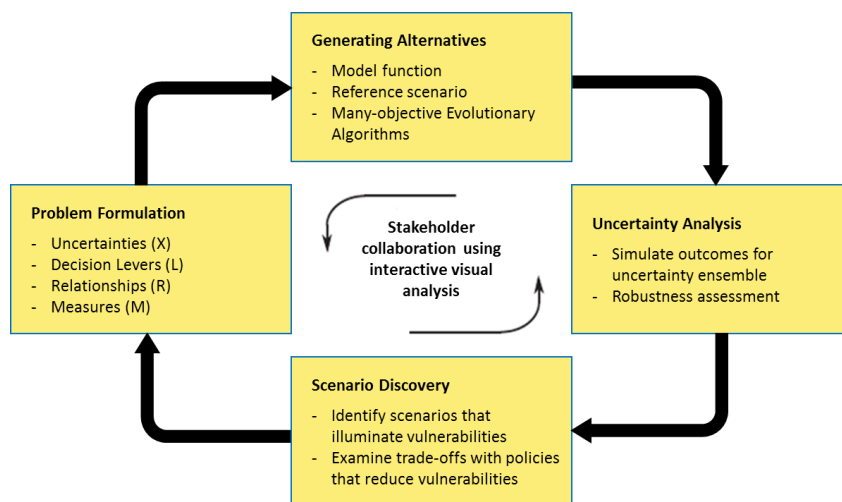 Generating Alternatives
- Model function
- Reference scenario
- Many-objective Evolutionary
Algorithms
Problem Formulation
- Uncertainties (X)
- Decision Levers (L)
- Relationships (R)
- Measures (M)
Stakeholder
collaboration using
interactive visual
analysis
Uncertainty Analysis
- Simulate outcomes for
uncertainty ensemble
- Robustness assessment
Scenario Discovery
- Identify scenarios that
illuminate vulnerabilities
- Examine trade-offs with policies
that reduce vulnerabilities